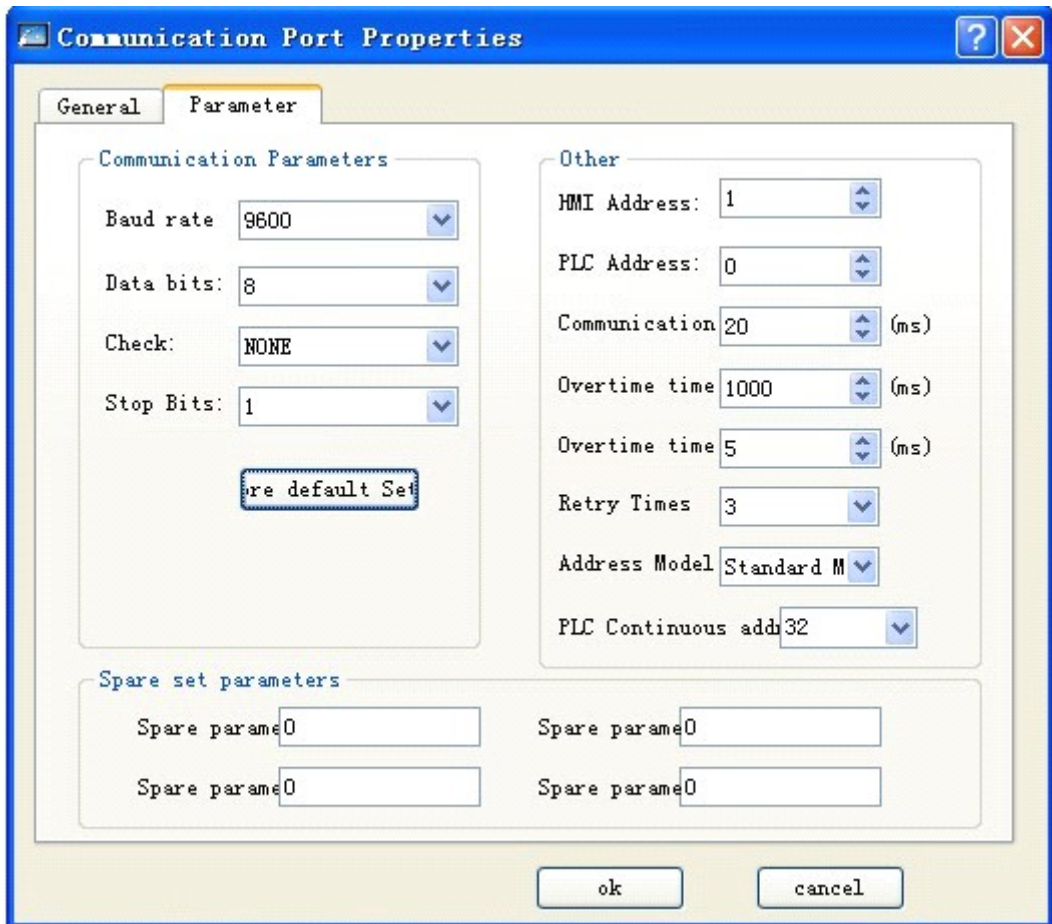 Communication Port Properties
General
Parameter
Communication Parameters
Baud rate
9600
Data bits:
8
Check:
NONE
Stop Bits:
1
re default Set
Other
HMI Address:
1
PLC Address:
0
Communication
20
(ms)
Overtime time
1000
(ms)
Overtime time
5
(ms)
Retry Times
3
Address Model
Standard M
PLC Continuous addr
32
Spare set parameters
Spare parame
0
Spare parame
0
Spare parame
0
Spare parame
0
ok
cancel